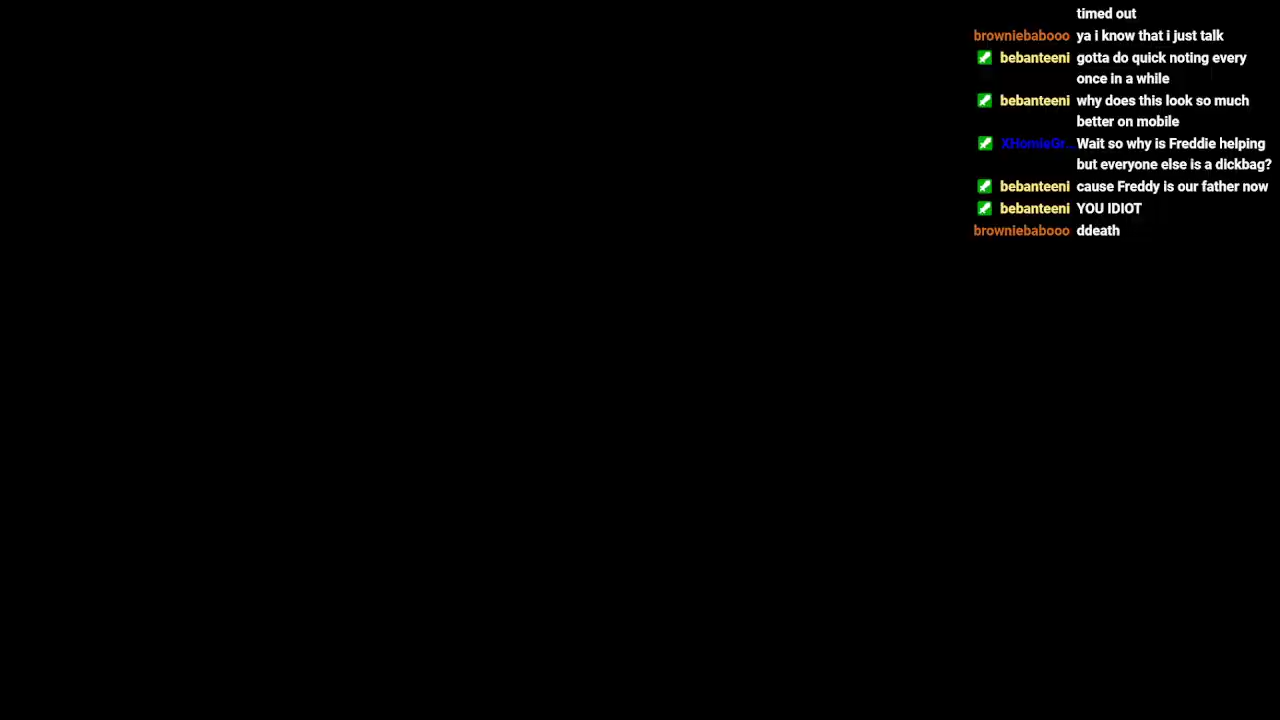 timed out
browniebabooo ya i know that i just talk
bebanteeni gotta do quick noting every
once in a while
bebanteeni why does this look so much
better on mobile
XHomieGr... Wait so why is Freddie helping
but everyone else is a dickbag?
bebanteeni cause Freddy is our father now
bebanteeni YOU IDIOT
browniebabooo ddeath